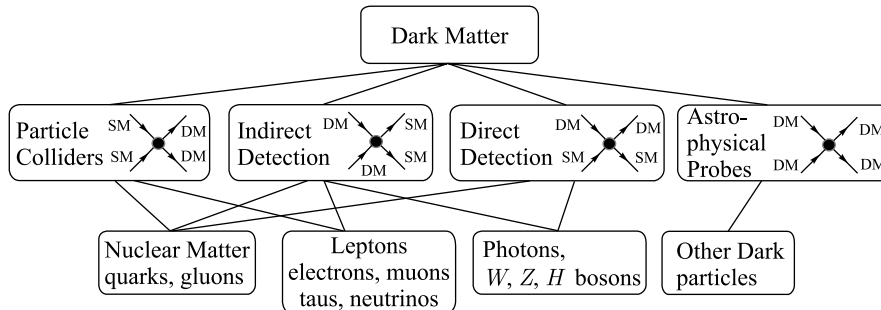 Dark Matter
Particle
Colliders
SM
DM
SM
DM
Indirect
Detection
DM
SM
DM
SM
Direct
Detection
DM
DM
SM
SM
Astro-
physical
Probes
DM
DM
DM
DM
Nuclear Matter
quarks, gluons
Leptons
electrons, muons
taus, neutrinos
Photons,
W, Z, H bosons
Other Dark
particles